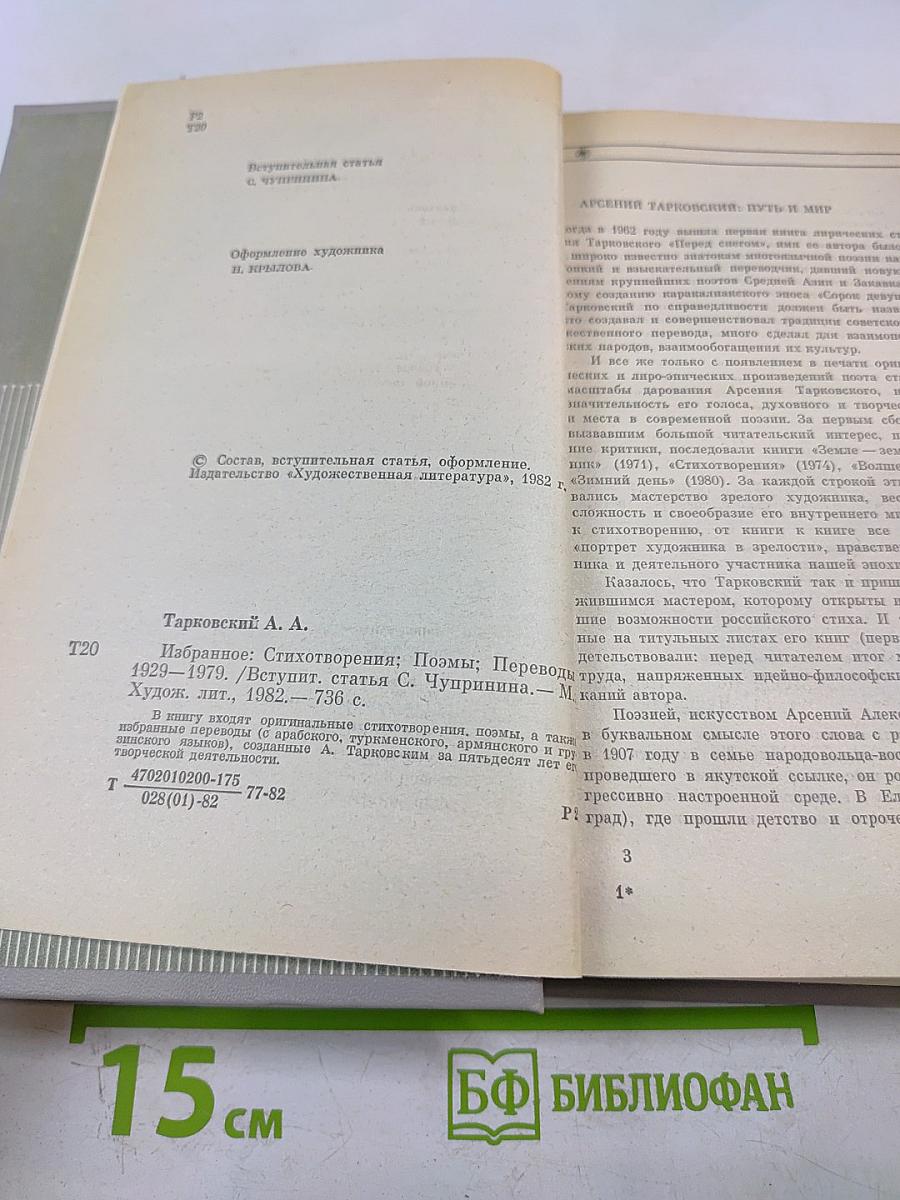 Р2
Т20
Вступительная статья
С. ЧУПРИНИНА.
Оформление художника
Н. КРЫЛОВА.
© Состав, вступительная статья, оформление.
Издательство «Художественная литература», 1982 г.
Тарковский А. А.
Т20
Избранное: Стихотворения; Поэмы; Переводы
1929—1979. /Вступит. статья С. Чупринина.— М
Худож. лит., 1982.— 736 с.
В книгу входят оригинальные стихотворения. поэмы, а такж
избранные переводы (с арабского, туркменского, армянского и гру
зинского языков), созданные А. Тарковским за пятьдесят лет ег
творческой деятельности.
Т 4702010200-175
028(01)-82 77-82
Р2
АРСЕНИЙ ТАРКОВСКИЙ: ПУТЬ И МИР
огда в 1962 году вышла первая книга лирических ст
ия Тарковского «Перед снегом», имя ее автора было
широко известно знатокам многоязычной поэзии на
онкий и взыскательный переводчик, давший новую
ениям крупнейших поэтов Средней Азии и Закавка
ому созданию каракалпакского эпоса «Сорок девуш
Тарковский по справедливости должен быть назва
то создавал и совершенствовал традиции советско
жественного перевода, много сделал для взаимопо
ских народов, взаимообогащения их культур.
И все же только с появлением в печати ориг
ческих и лиро-эпических произведений поэта ст
масштабы дарования Арсения Тарковского, и
значительность его голоса, духовного и творчес
и места в современной поэзии. За первым сбо
вызвавшим большой читательский интерес, п
ние критики, последовали книги «Земле — зем
ник» (1971), «Стихотворения» (1974), «Волше
«Зимний день» (1980). За каждой строкой эти
вались мастерство зрелого художника, вес
сложность и своеобразие его внутреннего ми
к стихотворению, от книги к книге все
«портрет художника в зрелости», нравстве
ника и деятельного участника нашей эпохи
Казалось, что Тарковский так и приш
жившимся мастером, которому открыты и
шие возможности российского стиха. И
ные на титульных листах его книг (перв
детельствовали: перед читателем итог м
труда, напряженных идейно-философски
каний автора.
Поэзией, искусством Арсений Алек
в буквальном смысле этого слова с р
в 1907 году в семье народовольца-вос
проведшего в якутской ссылке, он ро
грессивно настроенной среде. В Ел
град), где прошли детство и отроче
3
1*
15 см
БФ БИБЛИОФАН